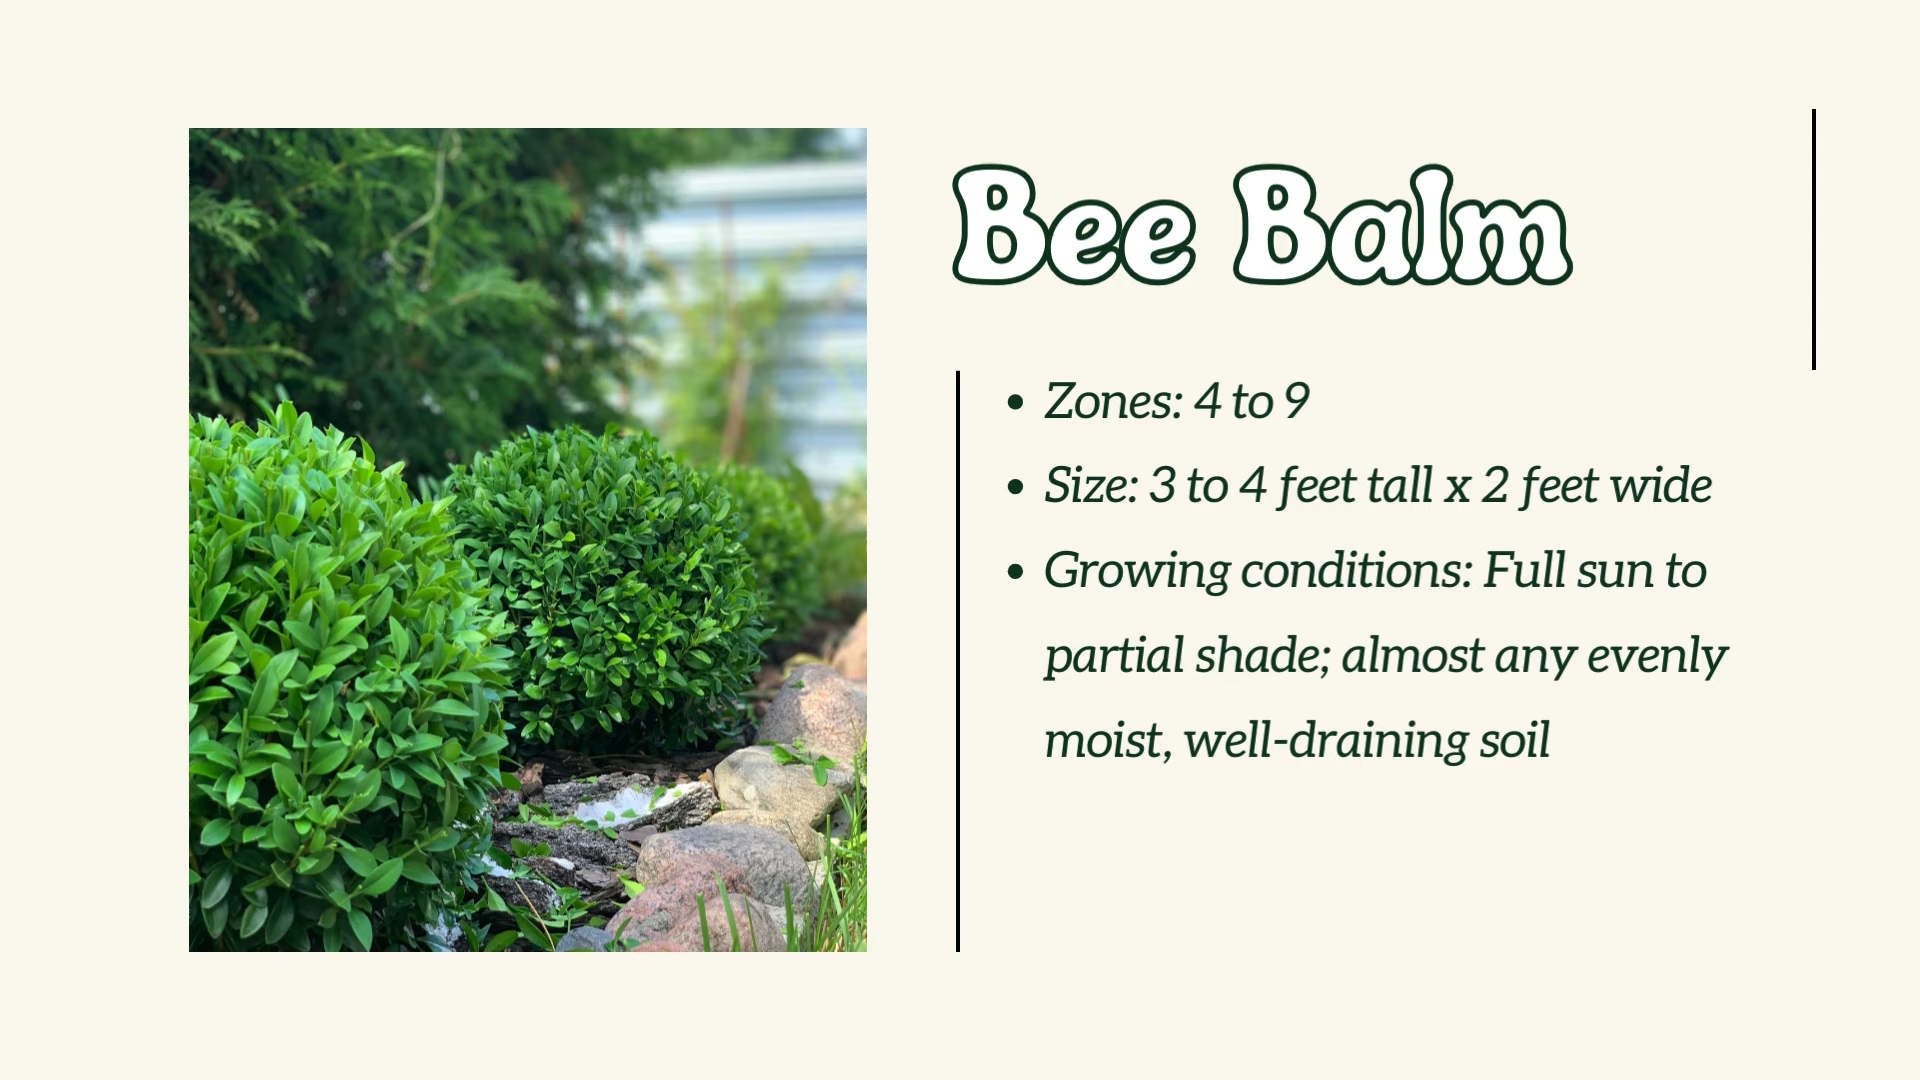 Bee Balm
• Zones: 4 to 9
• Size: 3 to 4 feet tall x 2 feet wide
• Growing conditions: Full sun to
partial shade; almost any evenly
moist, well-draining soil